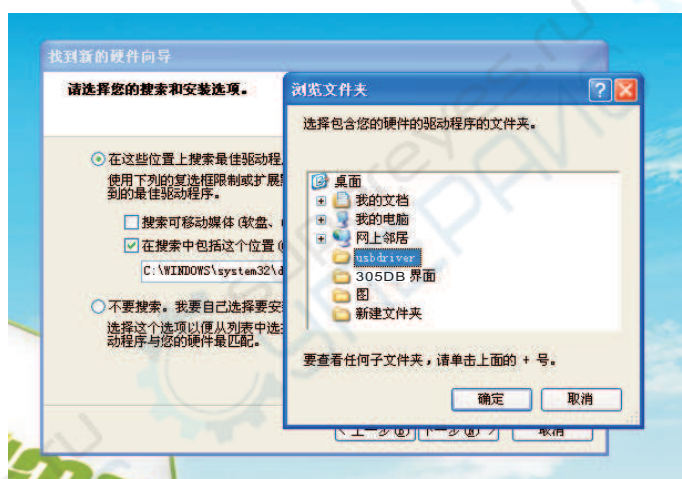 找到新的硬件向导
请选择您的搜索和安装选项。
在这些位置上搜索最佳驱动程
使用下列的复选框限制或扩展
到的最佳驱动程序。
搜索可移动媒体(软盘、
在搜索中包括这个位置
C:\WINDOWS\system32\d
不要搜索。我要自己选择要安
选择这个选项以便从列表中选
动程序与您的硬件最匹配。
浏览文件夹
选择包含您的硬件的驱动程序的文件夹。
桌面
我的文档
我的电脑
网上邻居
usbdriver
305DB 界面
图
新建文件夹
要查看任何子文件夹，请单击上面的 + 号。
确定 取消
< 上一步(B) 下一步(N) > 取消